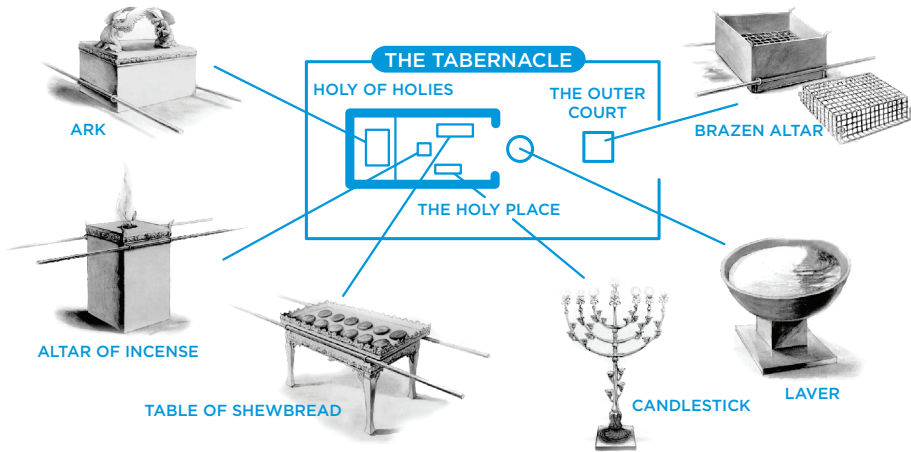 THE TABERNACLE
HOLY OF HOLIES
THE OUTER
COURT
ARK
BRAZEN ALTAR
THE HOLY PLACE
ALTAR OF INCENSE
TABLE OF SHEWBREAD
CANDLESTICK
LAVER